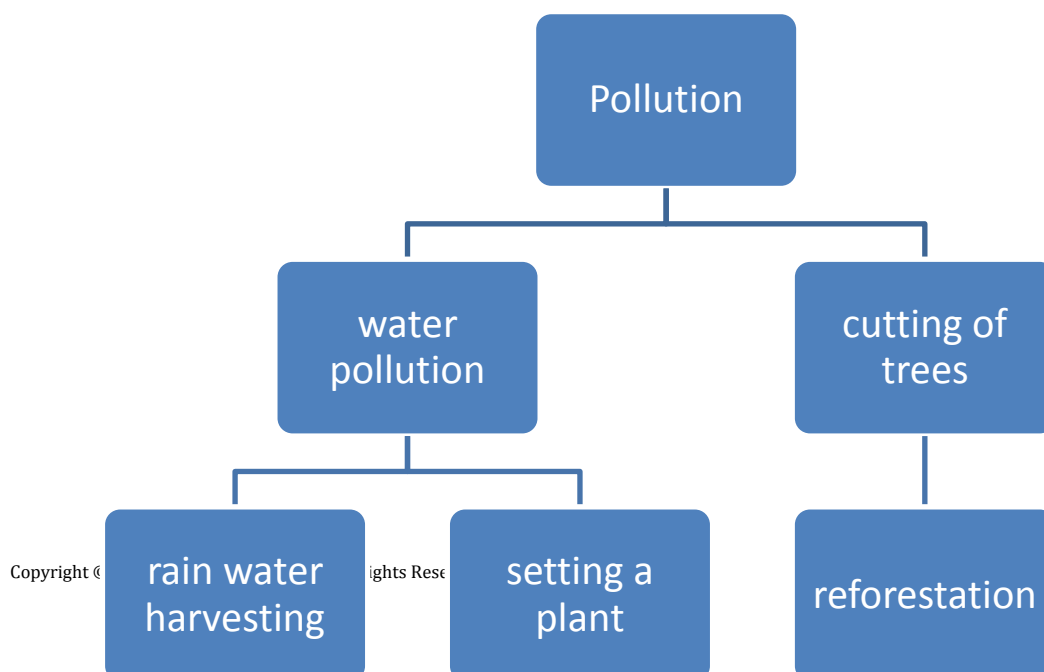 Pollution
water
pollution
cutting of
trees
rain water
harvesting
setting a
plant
reforestation
Copyright ©